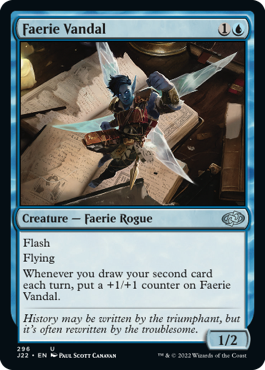 Faerie Vandal 1
Creature — Faerie Rogue
Flash
Flying
Whenever you draw your second card
each turn, put a +1/+1 counter on Faerie
Vandal.
History may be written by the triumphant, but
it's often rewritten by the troublesome.
1/2
296 U
J22 • EN Paul Scott Canavan
™ & © 2022 Wizards of the Coast